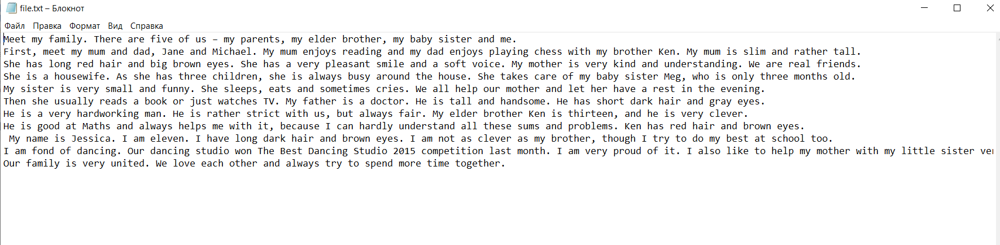 file.txt – Блокнот
Файл Правка Формат Вид Справка
Meet my family. There are five of us – my parents, my elder brother, my baby sister and me.
First, meet my mum and dad, Jane and Michael. My mum enjoys reading and my dad enjoys playing chess with my brother Ken. My mum is slim and rather tall.
She has long red hair and big brown eyes. She has a very pleasant smile and a soft voice. My mother is very kind and understanding. We are real friends.
She is a housewife. As she has three children, she is always busy around the house. She takes care of my baby sister Meg, who is only three months old.
My sister is very small and funny. She sleeps, eats and sometimes cries. We all help our mother and let her have a rest in the evening.
Then she usually reads a book or just watches TV. My father is a doctor. He is tall and handsome. He has short dark hair and gray eyes.
He is a very hardworking man. He is rather strict with us, but always fair. My elder brother Ken is thirteen, and he is very clever.
He is good at Maths and always helps me with it, because I can hardly understand all these sums and problems. Ken has red hair and brown eyes.
My name is Jessica. I am eleven. I have long dark hair and brown eyes. I am not as clever as my brother, though I try to do my best at school too.
I am fond of dancing. Our dancing studio won The Best Dancing Studio 2015 competition last month. I am very proud of it. I also like to help my mother with my little sister
Our family is very united. We love each other and always try to spend more time together.